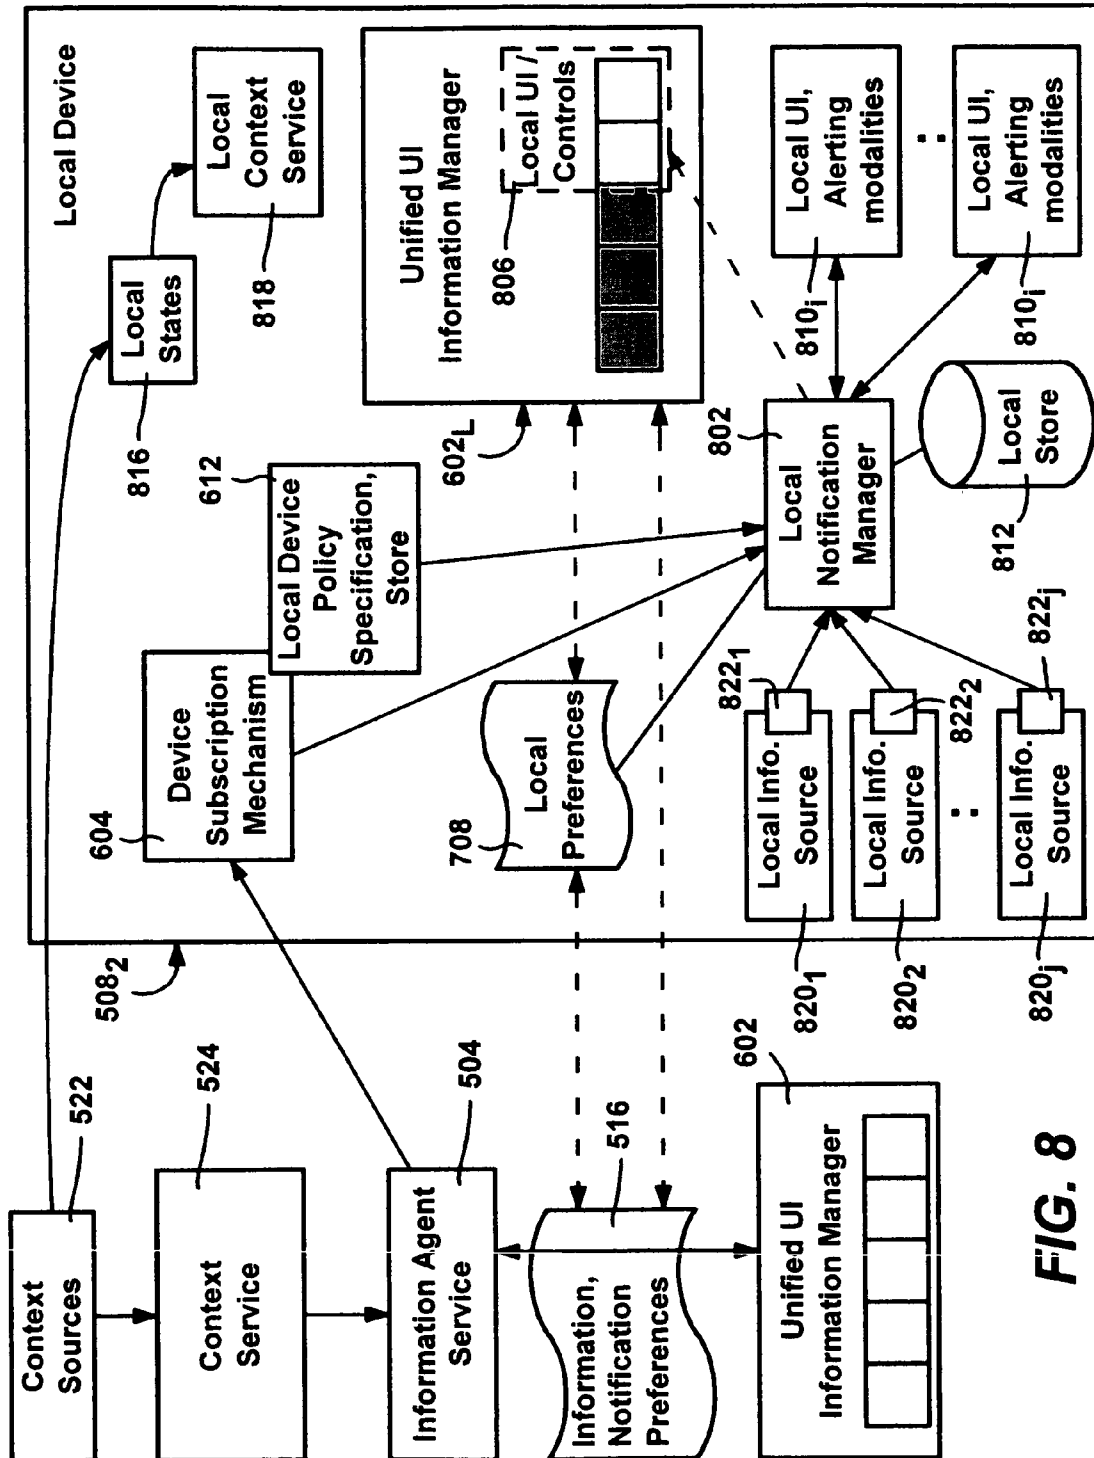 Context
Sources
522
Context
Service
524
Information Agent
Service
504
Information,
Notification
Preferences
516
Unified UI
Information Manager
602
Local Device
508₂
Local
States
816
Local
Context
Service
818
Device
Subscription
Mechanism
604
Local Device
Policy
Specification,
Store
612
Unified UI
Information Manager
602L
Local UI /
Controls
806
Local
Preferences
708
Local
Notification
Manager
802
Local UI,
Alerting
modalities
810i
:
Local UI,
Alerting
modalities
810i
Local
Store
812
Local Info.
Source
820₁
822₁
Local Info.
Source
820₂
822₂
:
Local Info.
Source
820j
822j
FIG. 8